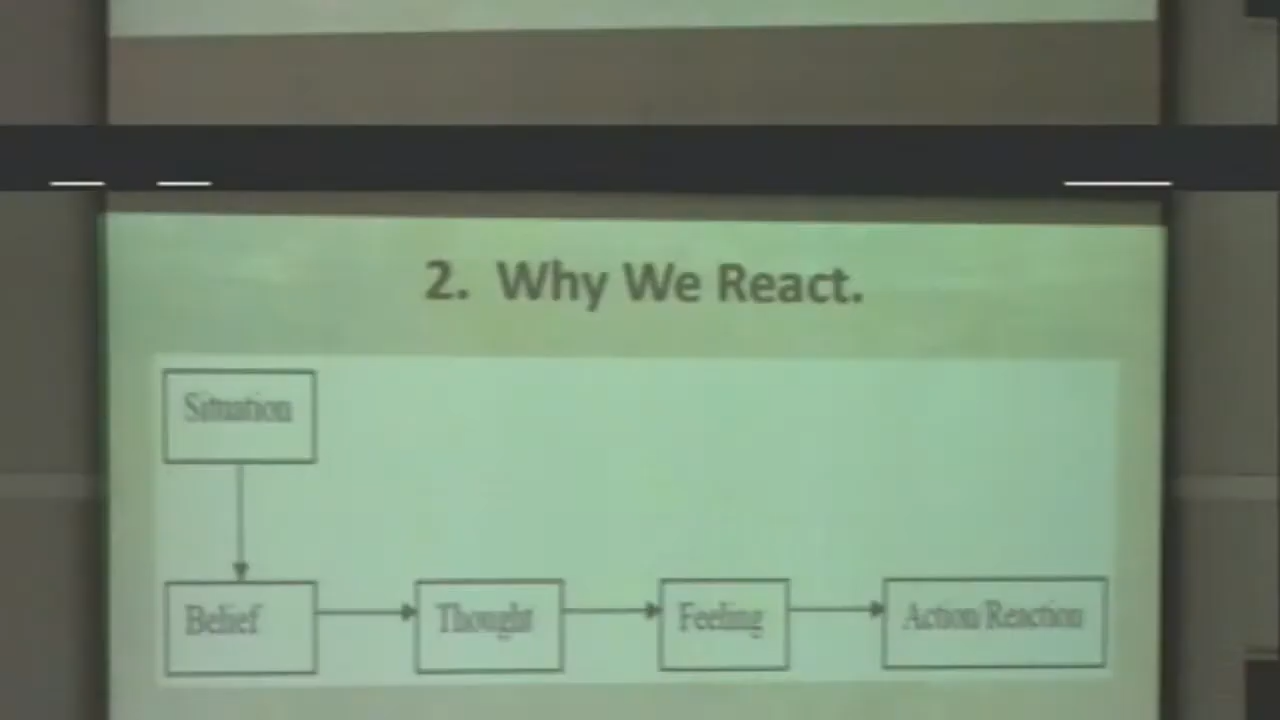 2. Why We React.
Situation
Belief
Thought
Feeling
Action/Reaction